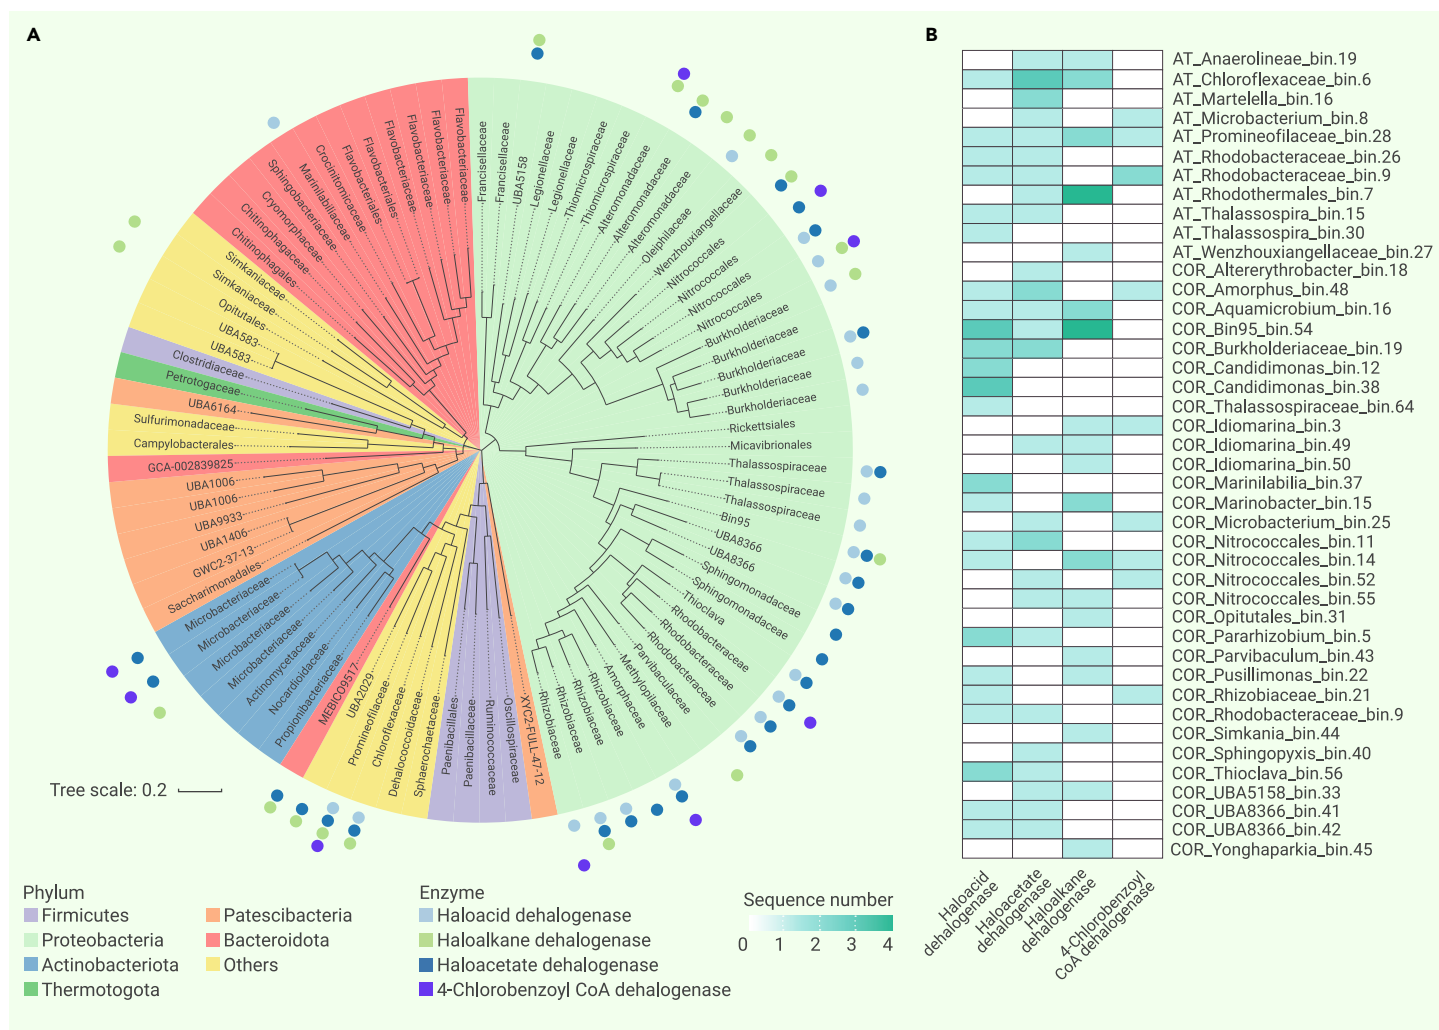 A
Flavobacteriaceae
Flavobacteriaceae
Flavobacteriaceae
Flavobacteriaceae
Flavobacteriales
Flavobacteriales
Crocinitomicaceae
Marinilabiliaceae
Sphingobacteriaceae
Cryomorphaceae
Chitinophagaceae
Chitinophagales
Simkaniaceae
Simkaniaceae
Opitutales
UBA583
UBA583
Clostridiaceae
Petrotogaceae
UBA6164
Sulfurimonadaceae
Campylobacterales
GCA-002839825
UBA1006
UBA1006
UBA9933
UBA1406
GWC2-37-13
Saccharimonadales
Microbacteriaceae
Microbacteriaceae
Microbacteriaceae
Microbacteriaceae
Actinomycetaceae
Nocardioidaceae
Propionibacteriaceae
MEBICO9517
UBA2029
Promineofilaceae
Chloroflexaceae
Dehalococcoidaceae
Sphaerochaetaceae
Paenibacillales
Paenibacillaceae
Ruminococcaceae
Oscillospiraceae
XYC2-FULL-47-12
Francisellaceae
Francisellaceae
UBA5158
Legionellaceae
Legionellaceae
Thiomicrospiraceae
Thiomicrospiraceae
Alteromonadaceae
Alteromonadaceae
Alteromonadaceae
Oleiphilaceae
Wenzhouxiangellaceae
Nitrococcales
Nitrococcales
Nitrococcales
Nitrococcales
Burkholderiaceae
Burkholderiaceae
Burkholderiaceae
Burkholderiaceae
Burkholderiaceae
Rickettsiales
Micavibrionales
Thalassospiraceae
Thalassospiraceae
Thalassospiraceae
Bin95
UBA8366
UBA8366
Sphingomonadaceae
Sphingomonadaceae
Thioclava
Rhodobacteraceae
Rhodobacteraceae
Rhodobacteraceae
Parvibaculaceae
Methylopilaceae
Amorphaceae
Rhizobiaceae
Rhizobiaceae
Rhizobiaceae
Rhizobiaceae
Tree scale: 0.2
Phylum
Firmicutes
Proteobacteria
Actinobacteriota
Thermotogota
Patescibacteria
Bacteroidota
Others
Enzyme
Haloacid dehalogenase
Haloalkane dehalogenase
Haloacetate dehalogenase
4-Chlorobenzoyl CoA dehalogenase
Sequence number
0 1 2 3 4
B
AT_Anaerolineae_bin.19
AT_Chloroflexaceae_bin.6
AT_Martelella_bin.16
AT_Microbacterium_bin.8
AT_Promineofilaceae_bin.28
AT_Rhodobacteraceae_bin.26
AT_Rhodobacteraceae_bin.9
AT_Rhodothermales_bin.7
AT_Thalassospira_bin.15
AT_Thalassospira_bin.30
AT_Wenzhouxiangellaceae_bin.27
COR_Altererythrobacter_bin.18
COR_Amorphus_bin.48
COR_Aquamicrobium_bin.16
COR_Bin95_bin.54
COR_Burkholderiaceae_bin.19
COR_Candidimonas_bin.12
COR_Candidimonas_bin.38
COR_Thalassospiraceae_bin.64
COR_Idiomarina_bin.3
COR_Idiomarina_bin.49
COR_Idiomarina_bin.50
COR_Marinilabilia_bin.37
COR_Marinobacter_bin.15
COR_Microbacterium_bin.25
COR_Nitrococcales_bin.11
COR_Nitrococcales_bin.14
COR_Nitrococcales_bin.52
COR_Nitrococcales_bin.55
COR_Opitutales_bin.31
COR_Pararhizobium_bin.5
COR_Parvibaculum_bin.43
COR_Pusillimonas_bin.22
COR_Rhizobiaceae_bin.21
COR_Rhodobacteraceae_bin.9
COR_Simkania_bin.44
COR_Sphingopyxis_bin.40
COR_Thioclava_bin.56
COR_UBA5158_bin.33
COR_UBA8366_bin.41
COR_UBA8366_bin.42
COR_Yonghaparkia_bin.45
Haloacid
dehalogenase
Haloacetate
dehalogenase
Haloalkane
dehalogenase
4-Chlorobenzoyl
CoA dehalogenase